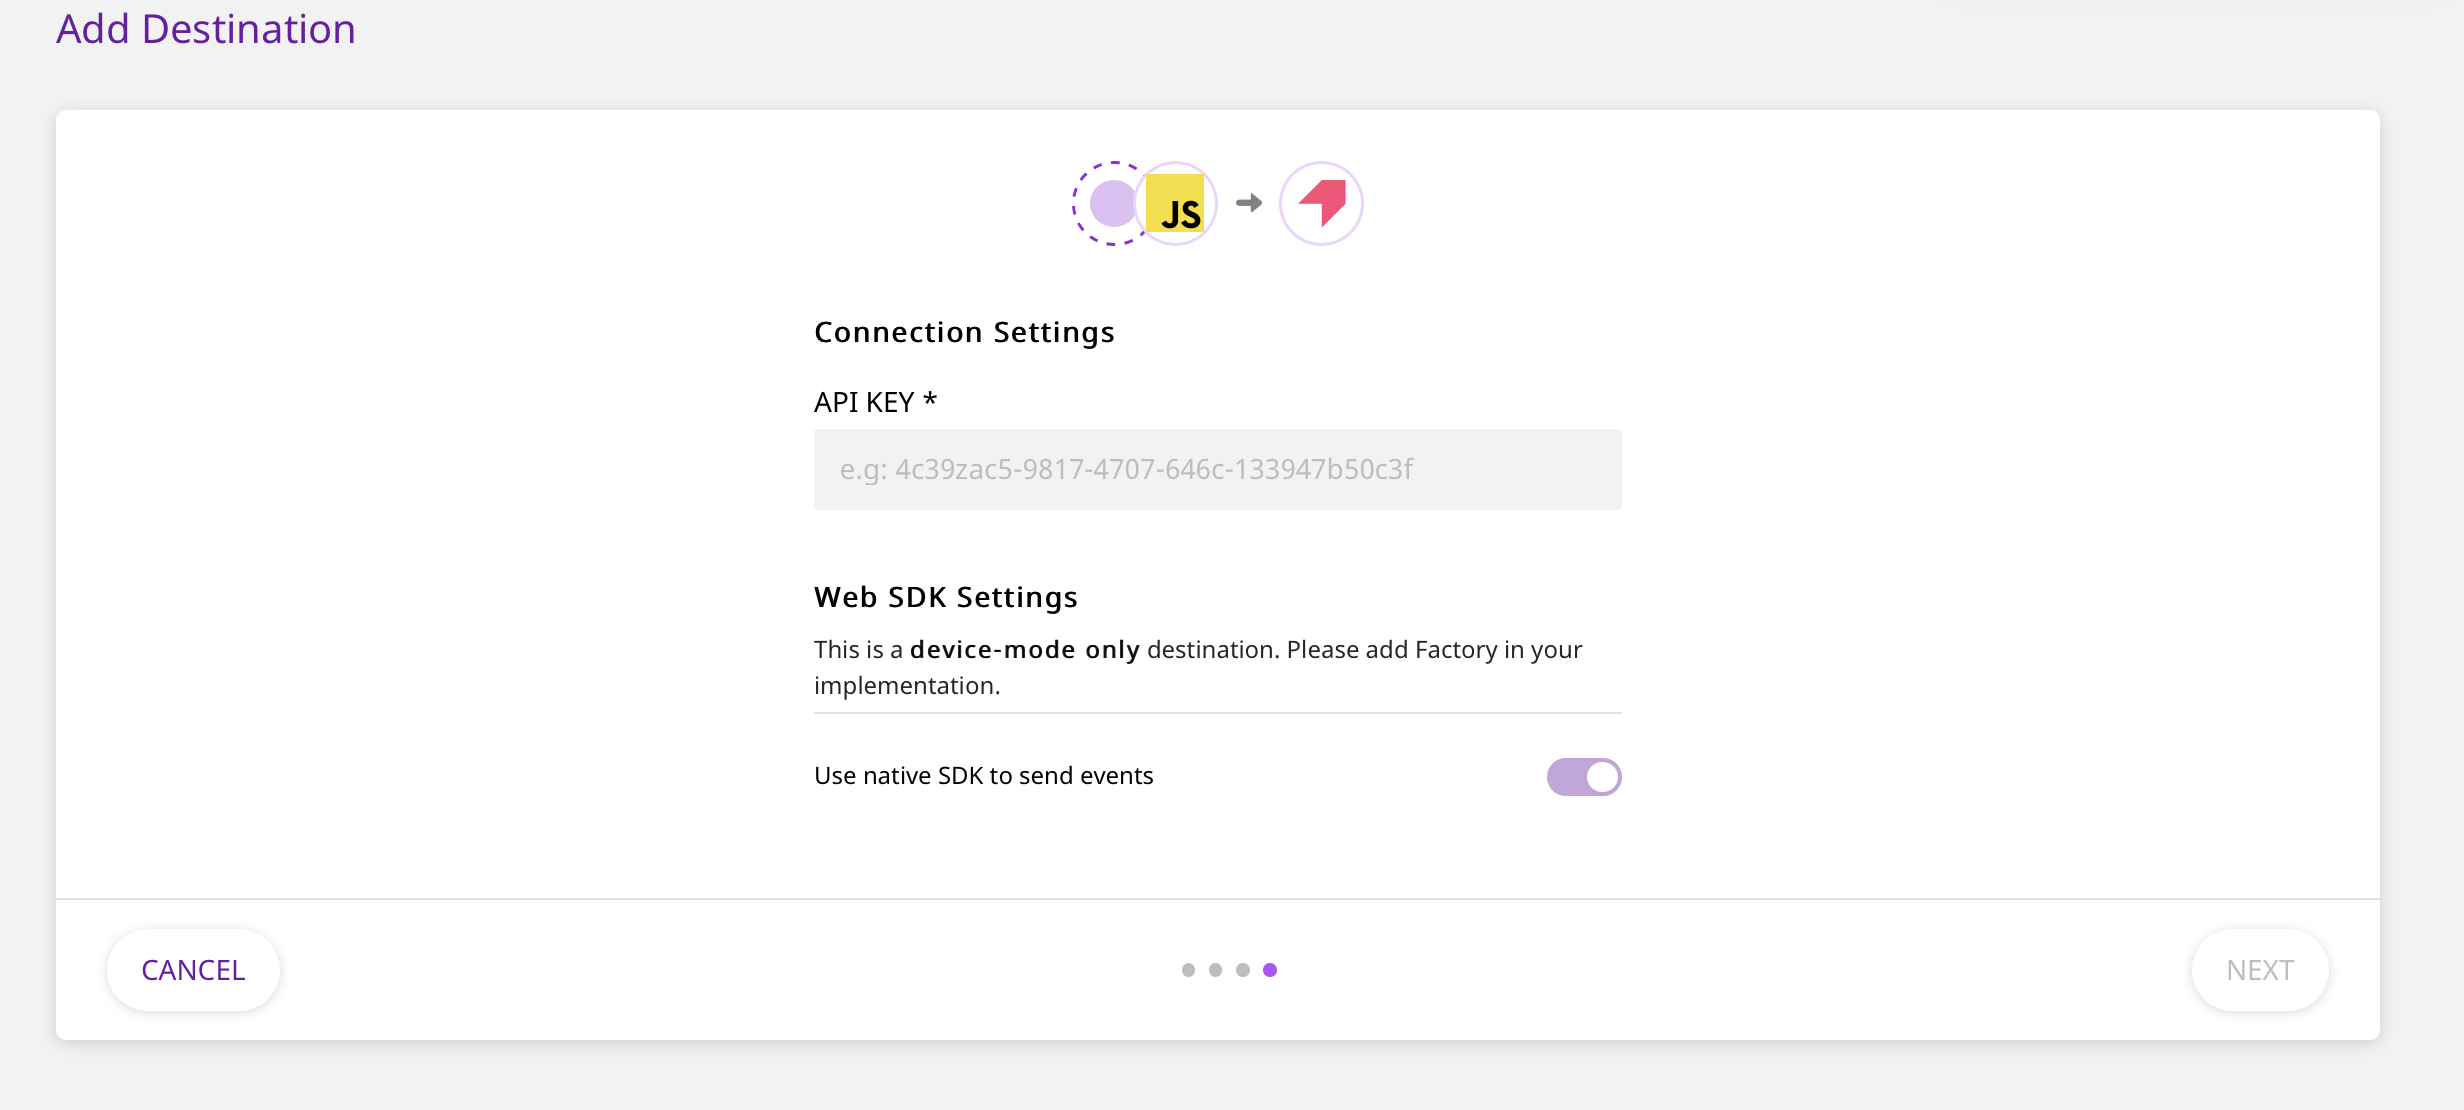 Add Destination
JS
Connection Settings
API KEY *
e.g: 4c39zac5-9817-4707-646c-133947b50c3f
Web SDK Settings
This is a device-mode only destination. Please add Factory in your
implementation.
Use native SDK to send events
CANCEL
NEXT